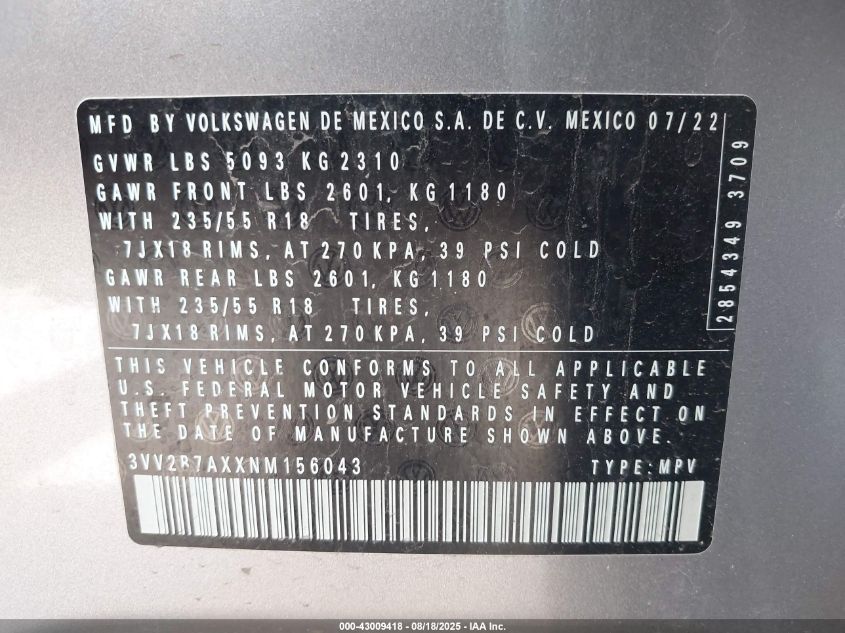 MFD BY VOLKSWAGEN DE MEXICO S.A. DE C.V. MEXICO 07/22
GVWR LBS 5093 KG 2310
GAWR FRONT LBS 2601, KG 1180
WITH 235/55 R18 TIRES,
7JX18 RIMS, AT 270 KPA, 39 PSI COLD
GAWR REAR LBS 2601, KG 1180
WITH 235/55 R18 TIRES,
7JX18 RIMS, AT 270 KPA, 39 PSI COLD
THIS VEHICLE CONFORMS TO ALL APPLICABLE
U.S. FEDERAL MOTOR VEHICLE SAFETY AND
THEFT PREVENTION STANDARDS IN EFFECT ON
THE DATE OF MANUFACTURE SHOWN ABOVE.
3VV2B7AXXNM156043 TYPE: MPV
2854349 3709
000-43009418 - 08/18/2025 - IAA Inc.